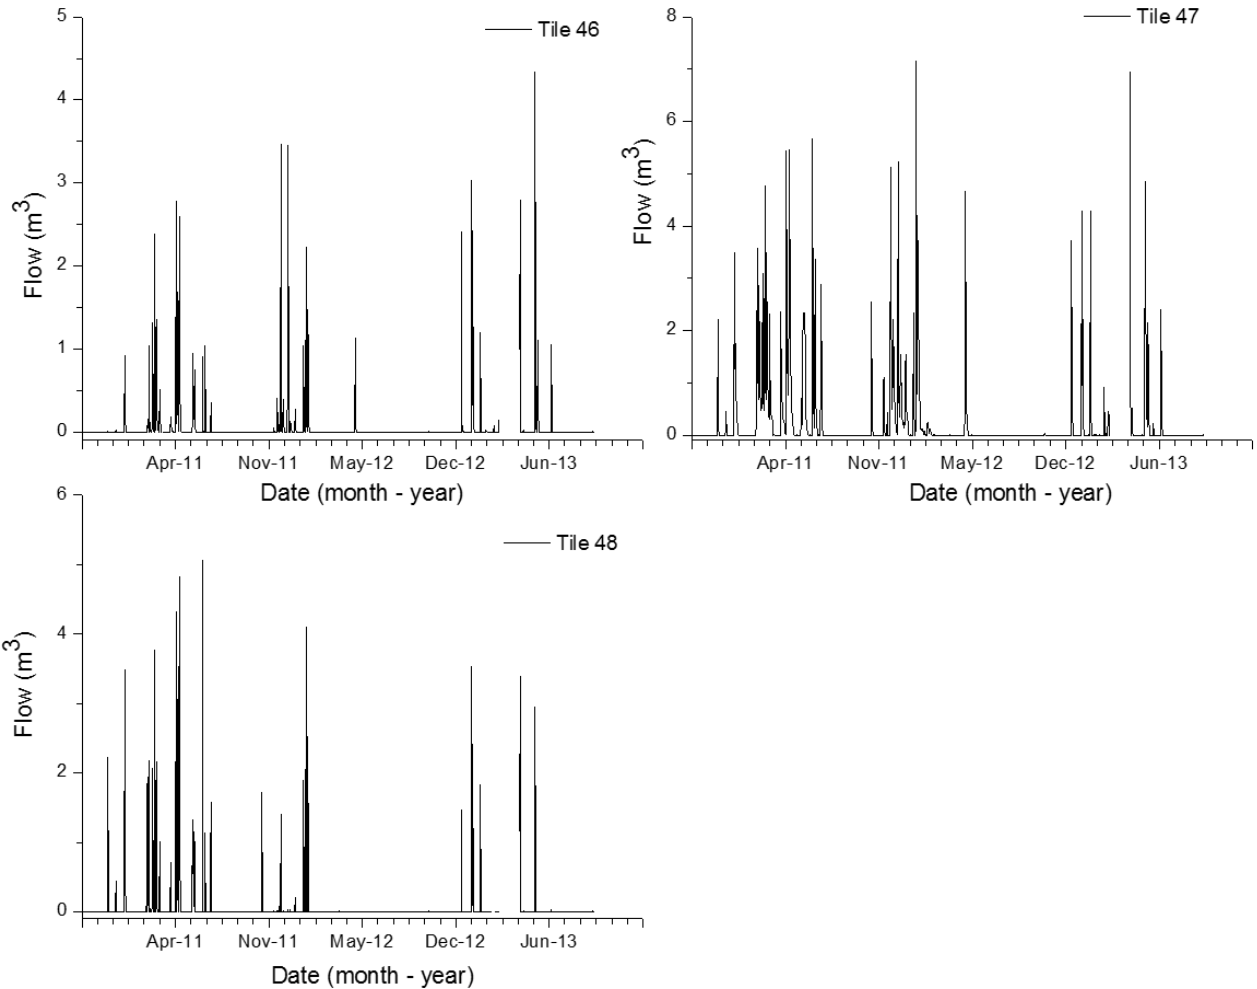 5
4
3
2
1
0
Flow (m³)
Tile 46
Apr-11 Nov-11 May-12 Dec-12 Jun-13
Date (month - year)
8
6
4
2
0
Flow (m³)
Tile 47
Apr-11 Nov-11 May-12 Dec-12 Jun-13
Date (month - year)
6
4
2
0
Flow (m³)
Tile 48
Apr-11 Nov-11 May-12 Dec-12 Jun-13
Date (month - year)